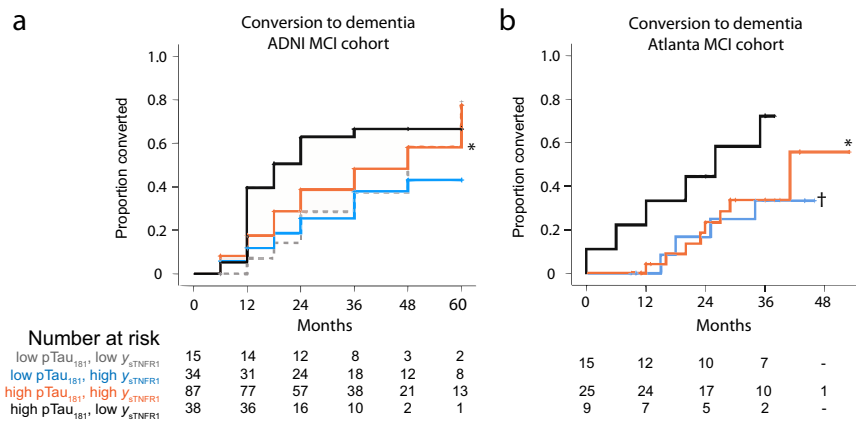 a
Conversion to dementia
ADNI MCI cohort
Proportion converted
1.0
0.8
0.6
0.4
0.2
0
*
0 12 24 36 48 60
Months
b
Conversion to dementia
Atlanta MCI cohort
Proportion converted
1.0
0.8
0.6
0.4
0.2
0
*
†
0 12 24 36 48
Months
Number at risk
low pTau181, low ysTNFR1 15 14 12 8 3 2
low pTau181, high ysTNFR1 34 31 24 18 12 8 15 12 10 7 -
high pTau181, high ysTNFR1 87 77 57 38 21 13 25 24 17 10 1
high pTau181, low ysTNFR1 38 36 16 10 2 1 9 7 5 2 -